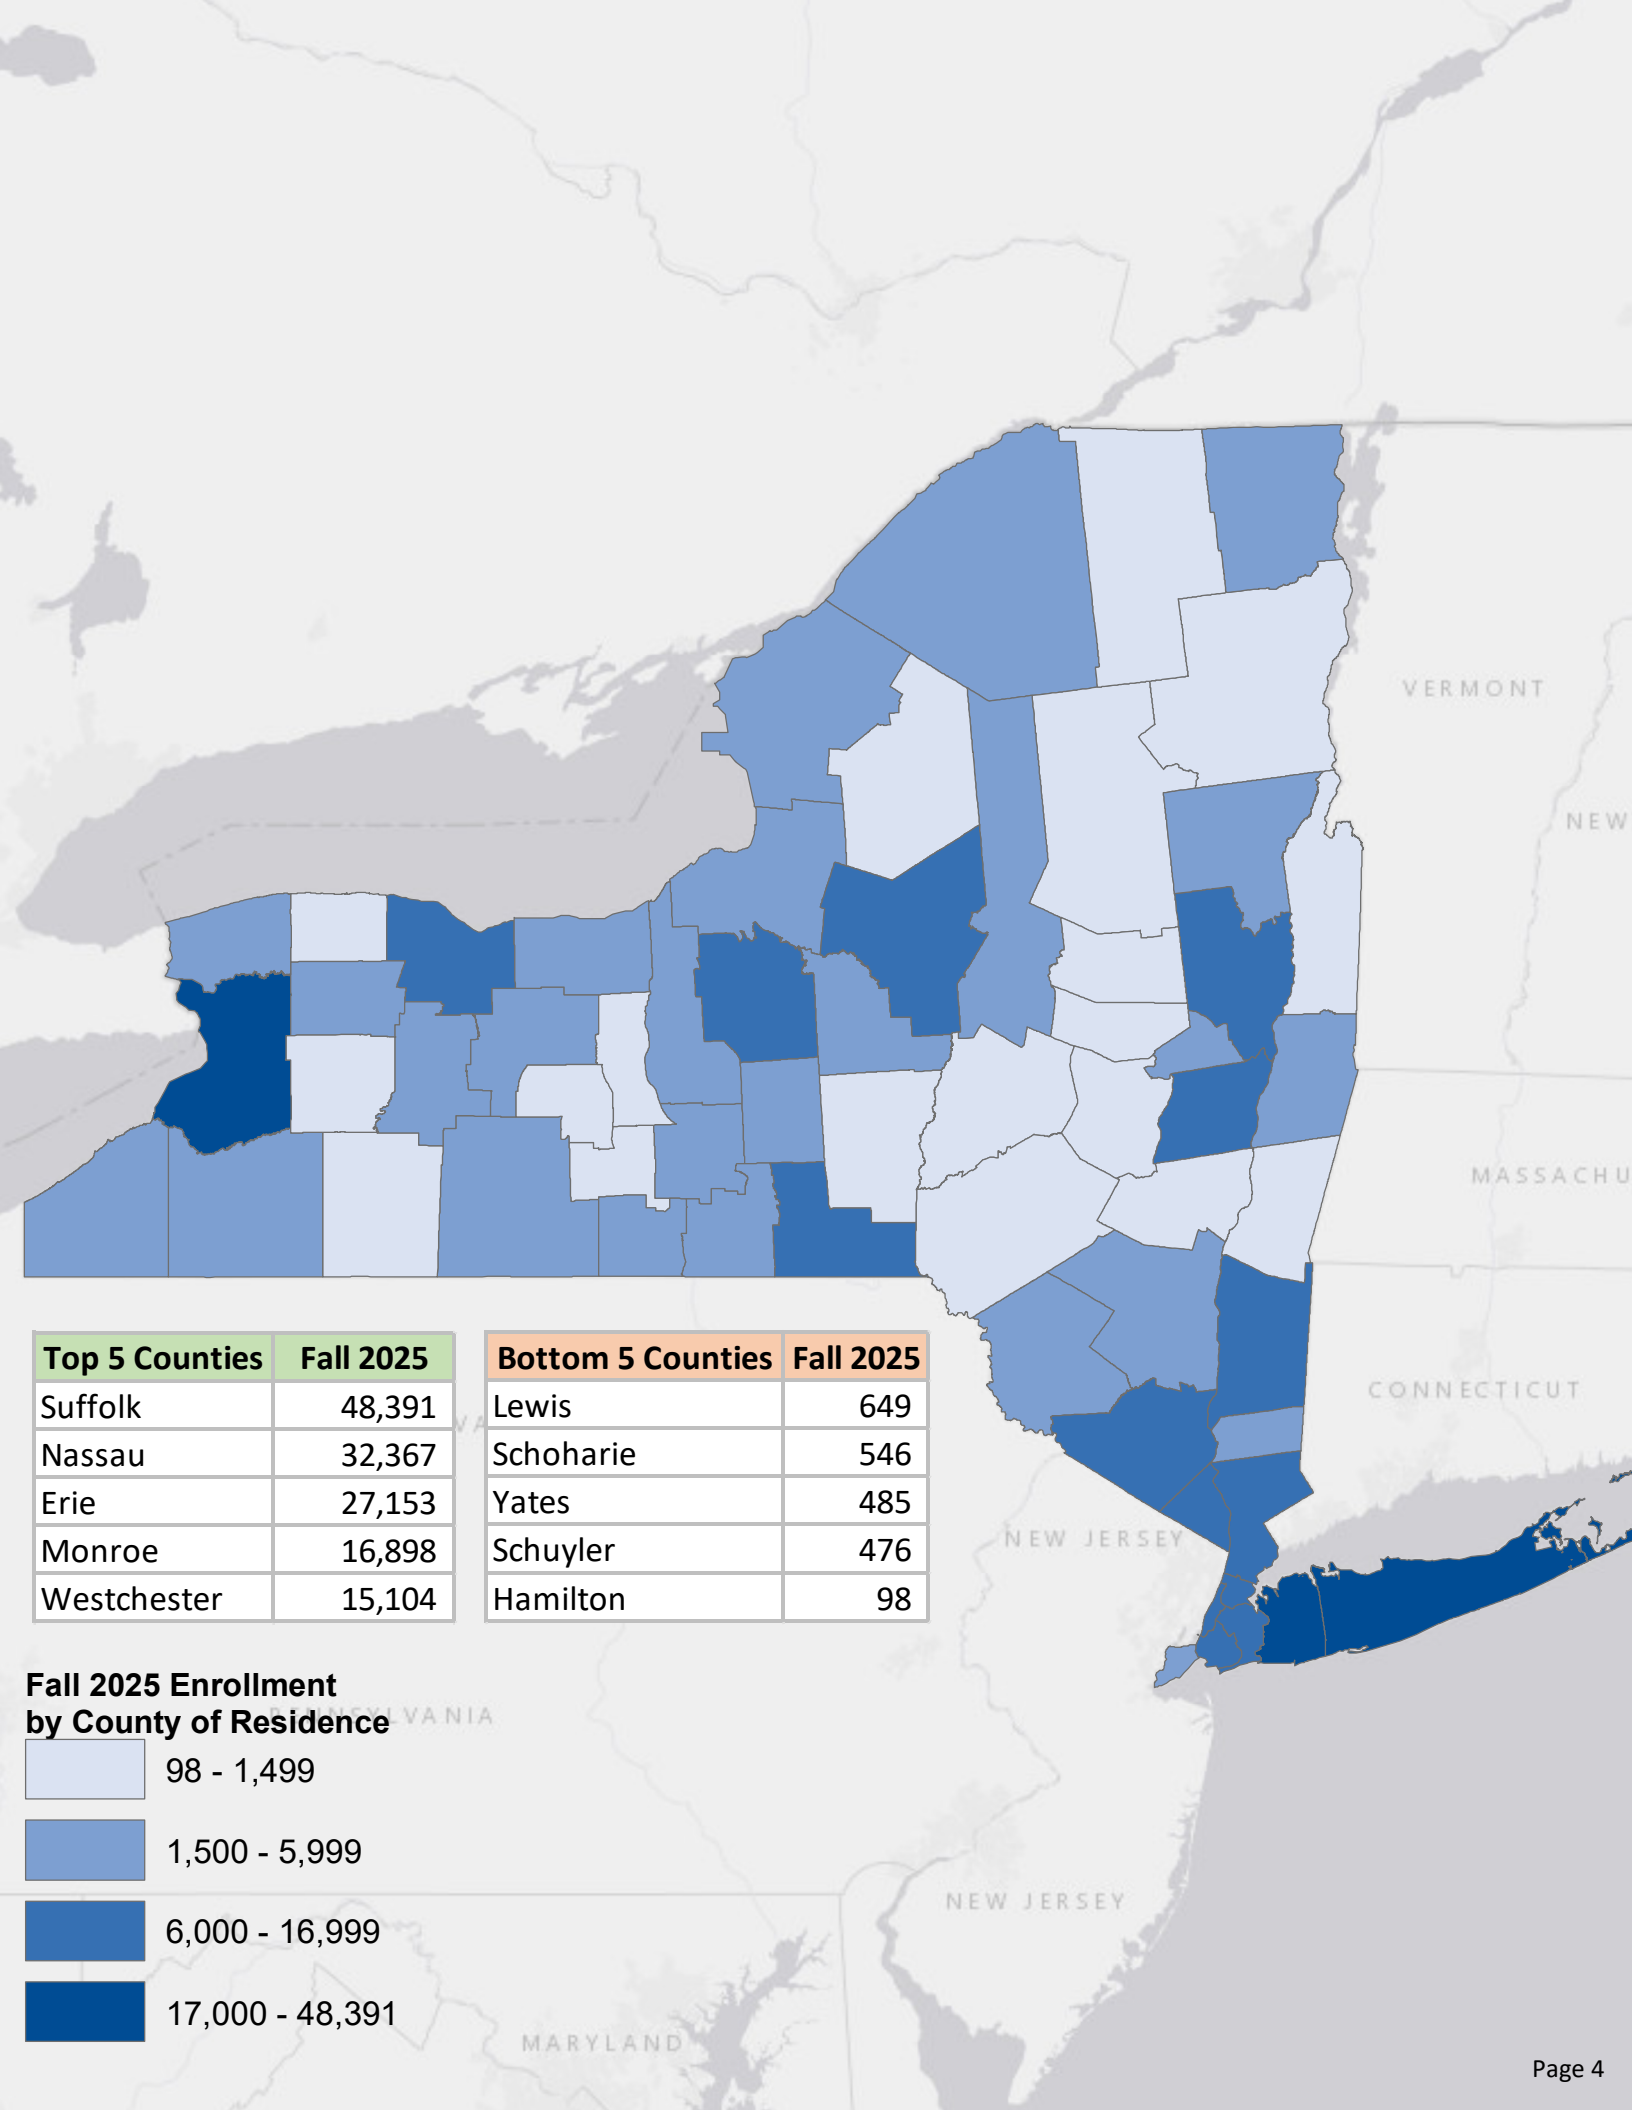 VERMONT
NEW
MASSACHU
CONNECTICUT
Top 5 Counties Fall 2025
Suffolk 48,391
Nassau 32,367
Erie 27,153
Monroe 16,898
Westchester 15,104
VA
Bottom 5 Counties Fall 2025
Lewis 649
Schoharie 546
Yates 485
Schuyler 476
Hamilton 98
NEW JERSEY
Fall 2025 Enrollment
by County of Residence
PENNSYLVANIA
98 - 1,499
1,500 - 5,999
6,000 - 16,999
17,000 - 48,391
NEW JERSEY
MARYLAND
Page 4